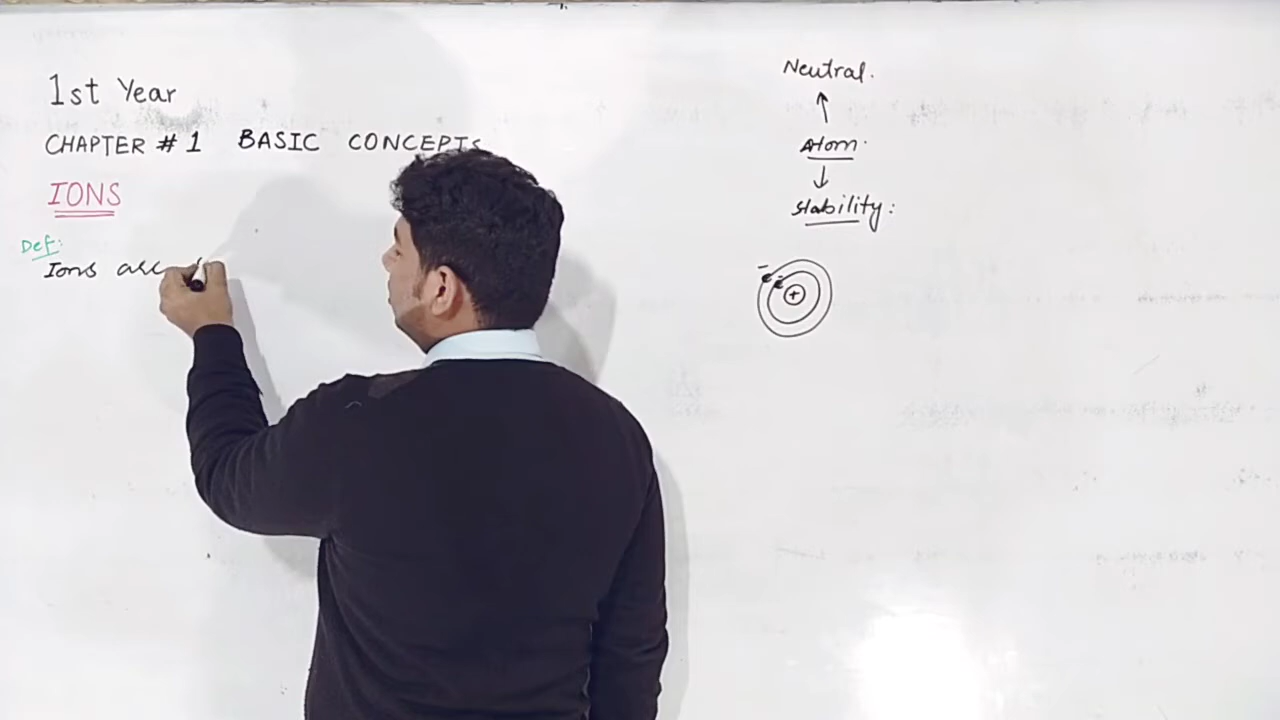 1st Year
CHAPTER # 1 BASIC CONCEPTS
IONS
Def:
Ions are
Neutral.
Atom.
stability:
+